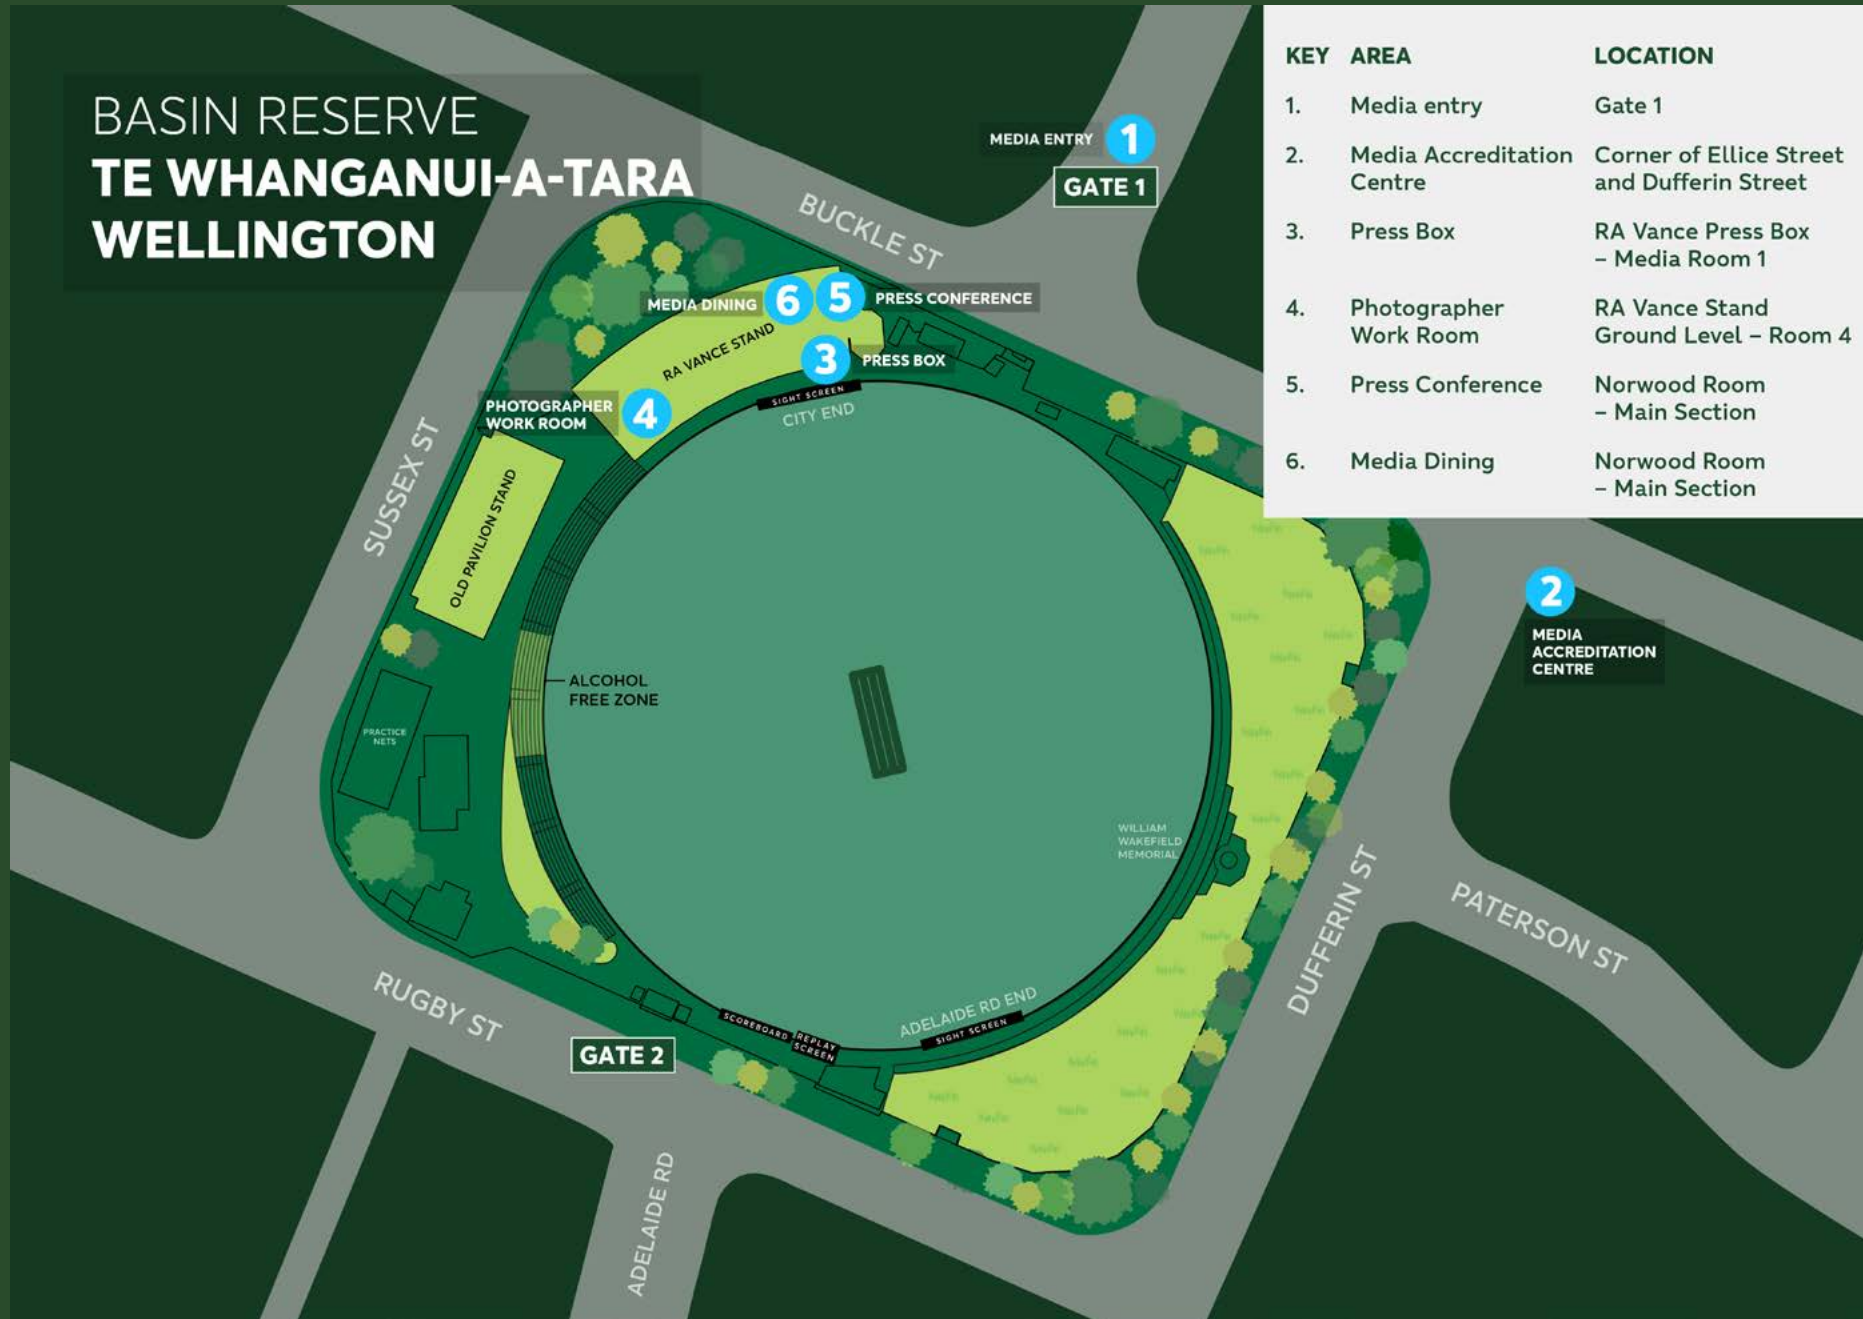 BASIN RESERVE
TE WHANGANUI-A-TARA
WELLINGTON
KEY AREA LOCATION
1. Media entry Gate 1
2. Media Accreditation Corner of Ellice Street
Centre and Dufferin Street
3. Press Box RA Vance Press Box
– Media Room 1
4. Photographer RA Vance Stand
Work Room Ground Level – Room 4
5. Press Conference Norwood Room
– Main Section
6. Media Dining Norwood Room
– Main Section
MEDIA ENTRY 1
GATE 1
BUCKLE ST
MEDIA DINING 6 5 PRESS CONFERENCE
RA VANCE STAND
3 PRESS BOX
SIGHT SCREEN
CITY END
PHOTOGRAPHER
WORK ROOM
4
SUSSEX ST
OLD PAVILION STAND
2
MEDIA
ACCREDITATION
CENTRE
ALCOHOL
FREE ZONE
PRACTICE
NETS
WILLIAM
WAKEFIELD
MEMORIAL
DUFFERIN ST
PATERSON ST
RUGBY ST
ADELAIDE RD END
SIGHT SCREEN
SCOREBOARD
REPLAY
SCREEN
GATE 2
ADELAIDE RD